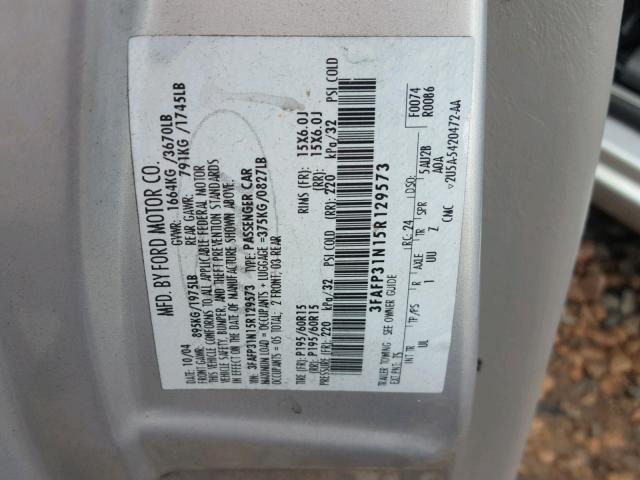 MFD. BY FORD MOTOR CO.
DATE: 10/04 GVWR: 1664KG /3670LB
FRONT GAWR: 895KG/1975LB REAR GAWR: 791KG /1745LB
THIS VEHICLE CONFORMS TO ALL APPLICABLE FEDERAL MOTOR
VEHICLE SAFETY, BUMPER, AND THEFT PREVENTION STANDARDS
IN EFFECT ON THE DATE OF MANUFACTURE SHOWN ABOVE.
VIN: 3FAFP31N15R129573 TYPE: PASSENGER CAR
MAXIMUM LOAD = OCCUPANTS + LUGGAGE =375KG/0827LB
OCCUPANTS = 05 TOTAL: 2 FRONT; 03 REAR
TIRE (FR): P195/60R15 RIMS (FR): 15X6.0J
(RR): P195/60R15 (RR): 15X6.0J
PRESSURE (FR): 220 kPa/32 PSI COLD (RR) 220 kPa/32 PSI COLD
3FAFP31N15R129573
TRAILER TOWING - SEE OWNER GUIDE
EXT PNT: TS RC: 24 DSO: F0074
INT TR TP/PS R AXLE TR SPR 5AU2B R0086
UL 1 UU Z AOA
CNC 2U5A-5420472-AA